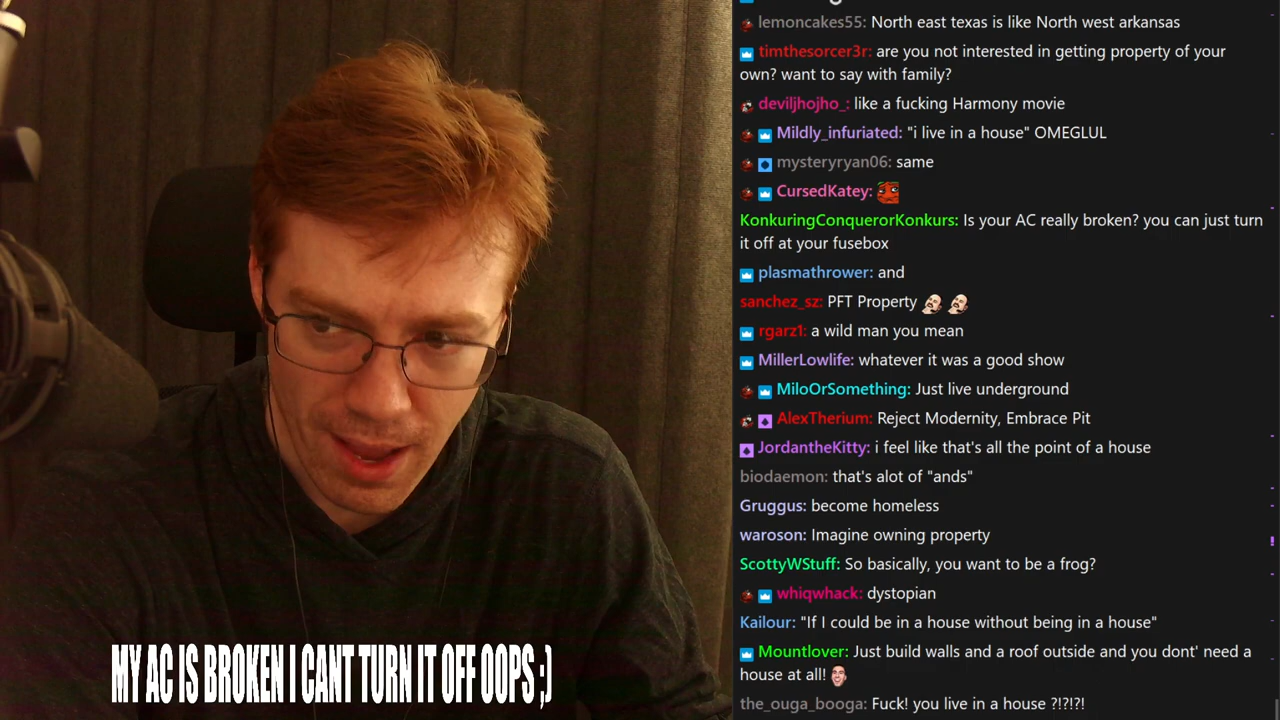 lemoncakes55: North east texas is like North west arkansas
timthesorcer3r: are you not interested in getting property of your
own? want to say with family?
deviljhojho_: like a fucking Harmony movie
Mildly_infuriated: "i live in a house" OMEGLUL
mysteryryan06: same
CursedKatey:
KonkuringConquerorKonkurs: Is your AC really broken? you can just turn
it off at your fusebox
plasmathrower: and
sanchez_sz: PFT Property
rgarz1: a wild man you mean
MillerLowlife: whatever it was a good show
MiloOrSomething: Just live underground
AlexTherium: Reject Modernity, Embrace Pit
JordantheKitty: i feel like that's all the point of a house
biodaemon: that's alot of "ands"
Gruggus: become homeless
waroson: Imagine owning property
ScottyWStuff: So basically, you want to be a frog?
whiqwhack: dystopian
Kailour: "If I could be in a house without being in a house"
Mountlover: Just build walls and a roof outside and you dont' need a
house at all!
the_ouga_booga: Fuck! you live in a house ?!?!?!
MY AC IS BROKEN I CANT TURN IT OFF OOPS ;)